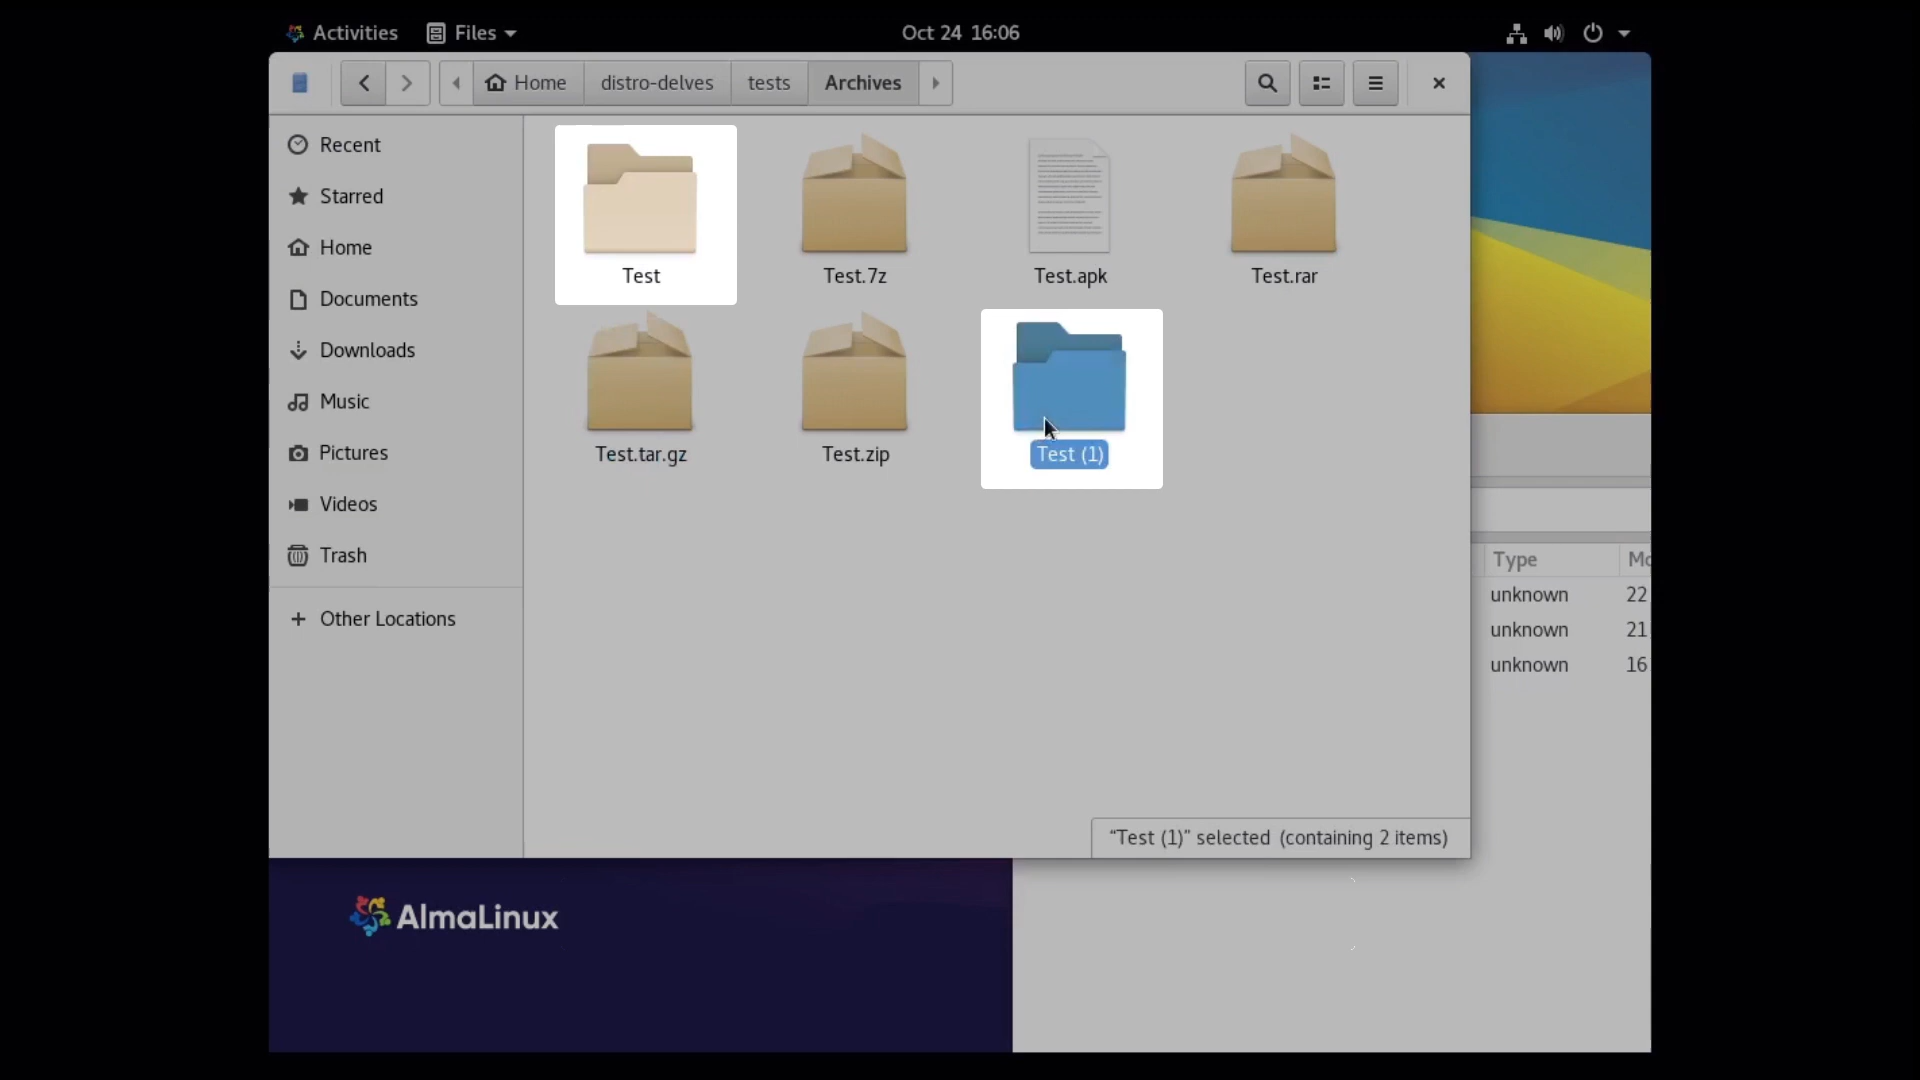 Activities Files Oct 24 16:06
Home distro-delves tests Archives
Recent
Starred
Home
Documents
Downloads
Music
Pictures
Videos
Trash
Other Locations
Test Test.7z Test.apk Test.rar
Test.tar.gz Test.zip Test (1)
Type
unknown 22
unknown 21
unknown 16
“Test (1)” selected (containing 2 items)
AlmaLinux